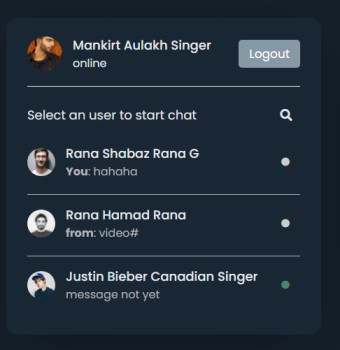 Mankirt Aulakh Singer
online
Logout
Select an user to start chat
Rana Shabaz Rana G
You: hahaha
Rana Hamad Rana
from: video#
Justin Bieber Canadian Singer
message not yet